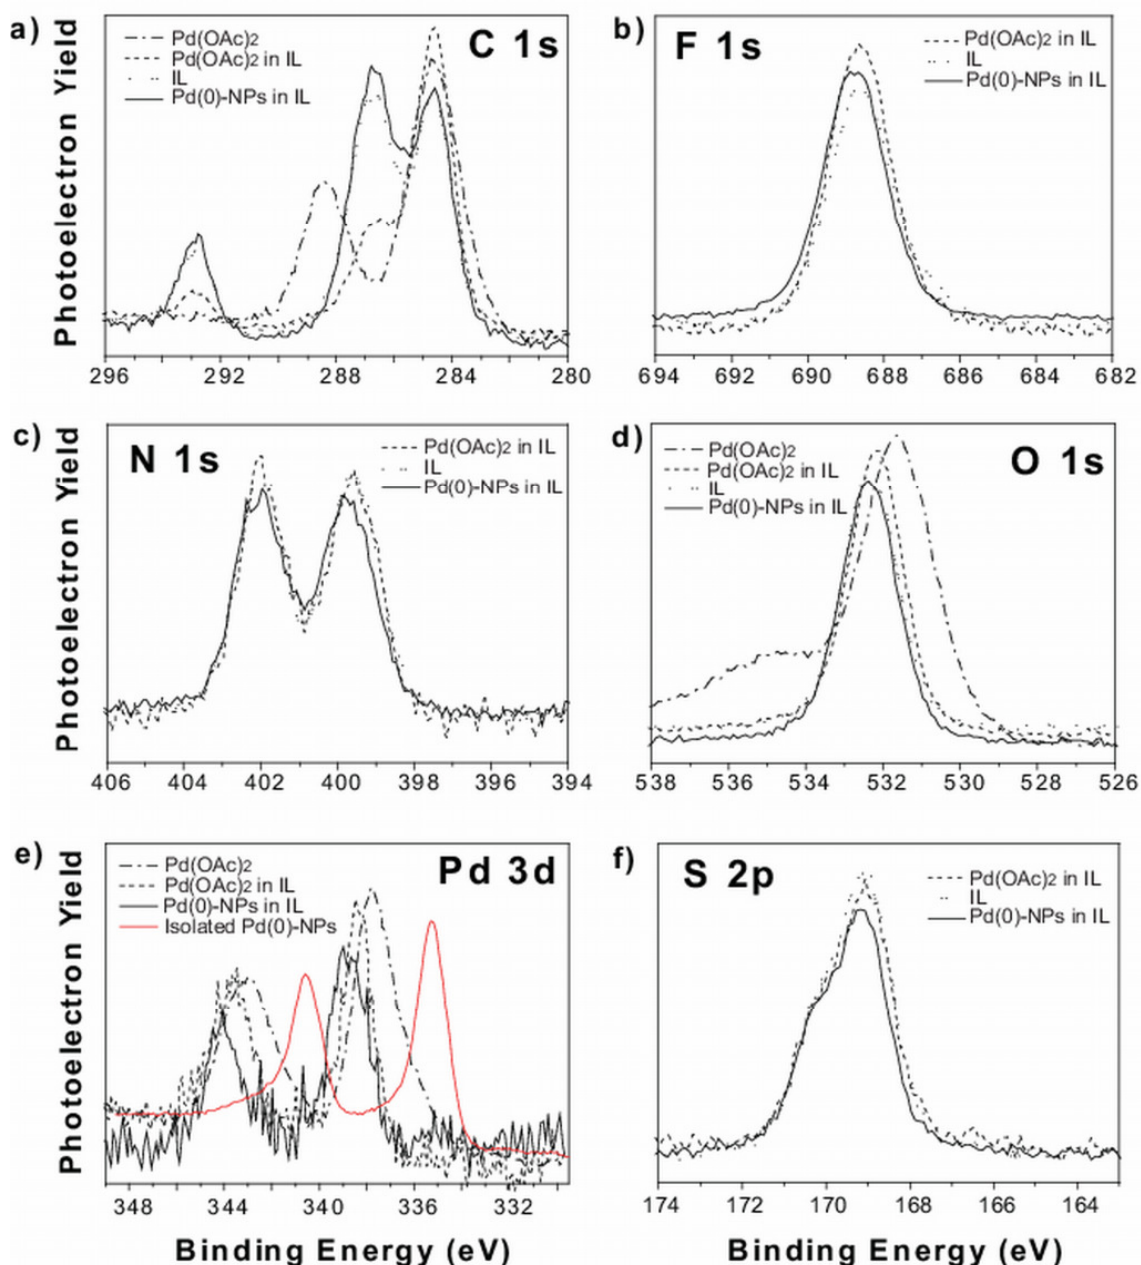 a)
Photoelectron Yield
C 1s
Pd(OAc)2
Pd(OAc)2 in IL
IL
Pd(0)-NPs in IL
296 292 288 284 280
b)
F 1s
Pd(OAc)2 in IL
IL
Pd(0)-NPs in IL
694 692 690 688 686 684 682
c)
Photoelectron Yield
N 1s
Pd(OAc)2 in IL
IL
Pd(0)-NPs in IL
406 404 402 400 398 396 394
d)
O 1s
Pd(OAc)2
Pd(OAc)2 in IL
IL
Pd(0)-NPs in IL
538 536 534 532 530 528 526
e)
Photoelectron Yield
Pd 3d
Pd(OAc)2
Pd(OAc)2 in IL
Pd(0)-NPs in IL
Isolated Pd(0)-NPs
348 344 340 336 332
Binding Energy (eV)
f)
S 2p
Pd(OAc)2 in IL
IL
Pd(0)-NPs in IL
174 172 170 168 166 164
Binding Energy (eV)